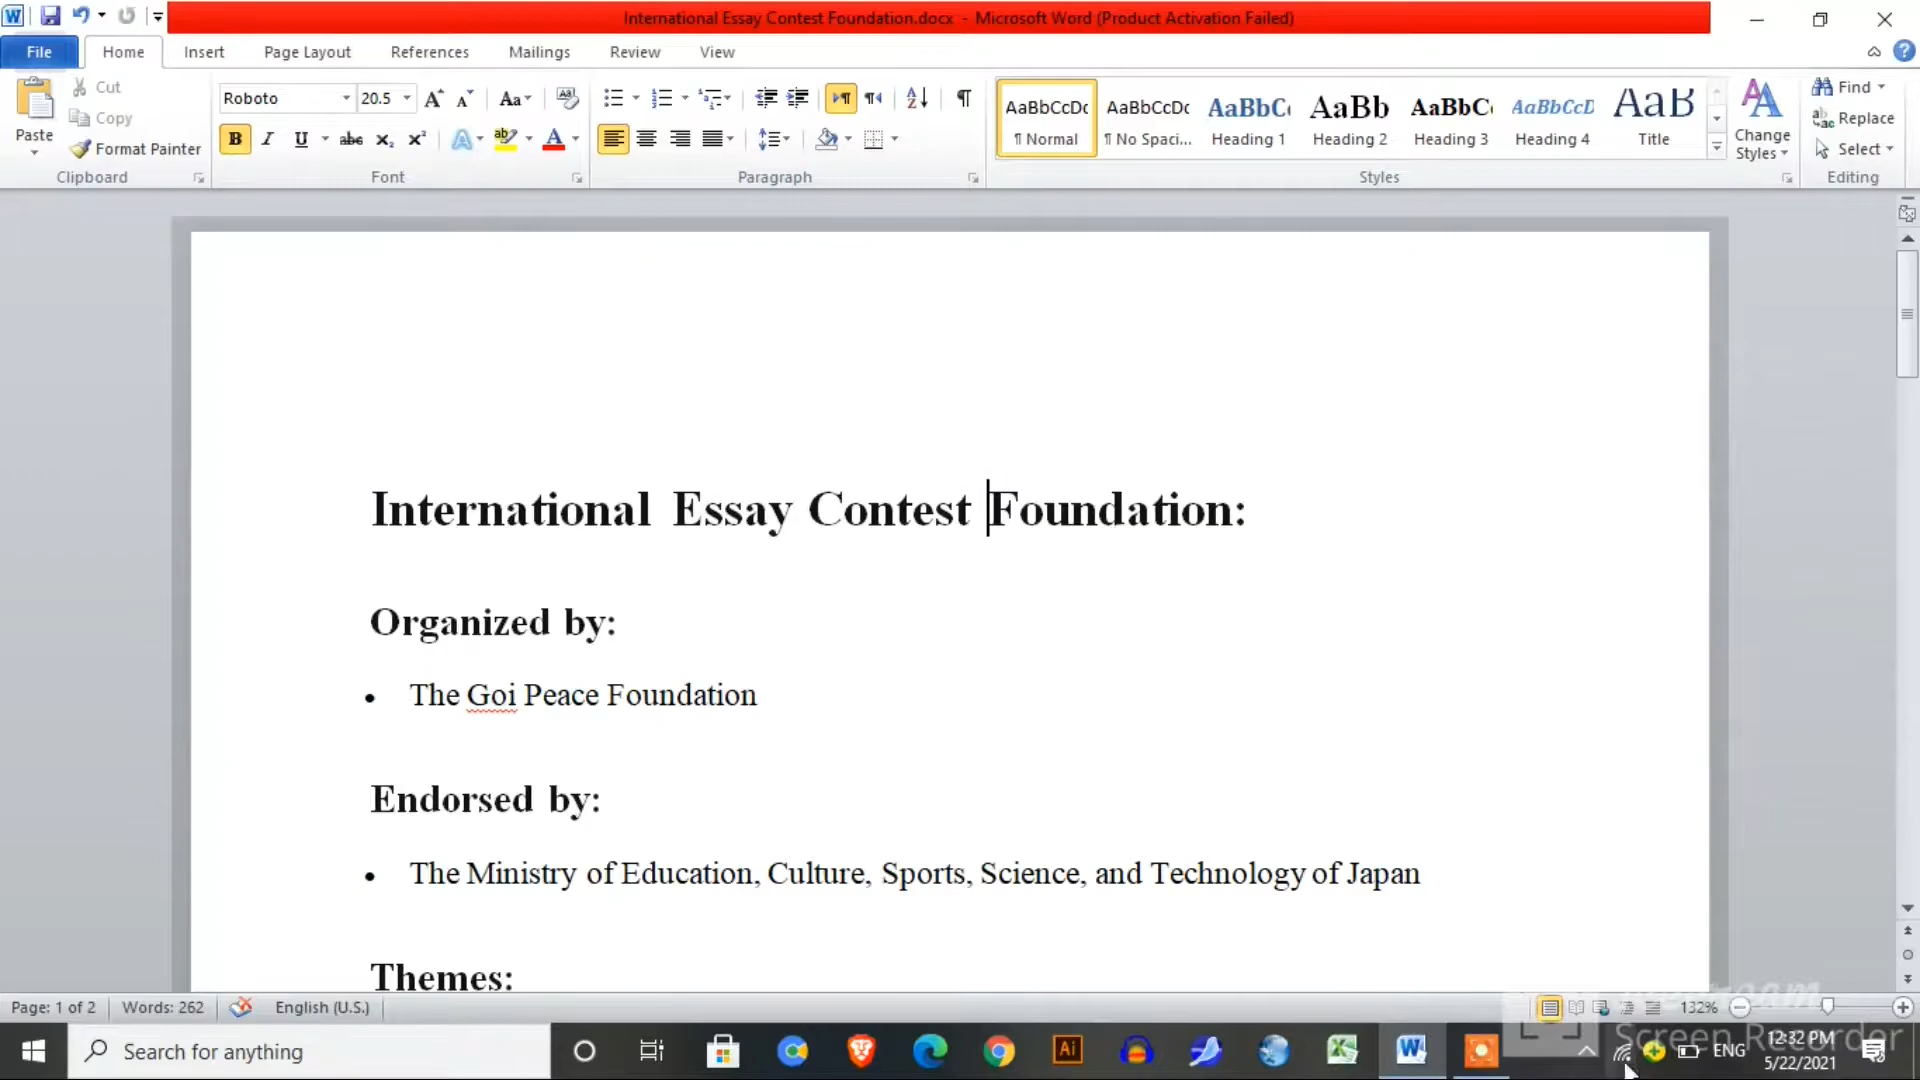 International Essay Contest Foundation.docx - Microsoft Word (Product Activation Failed)
File Home Insert Page Layout References Mailings Review View
Cut
Copy
Format Painter
Paste
Clipboard
Roboto 20.5
Font
Paragraph
AaBbCcDc AaBbCcDc AaBbC AaBb AaBbC AaBbCcD AaB
¶ Normal ¶ No Spaci... Heading 1 Heading 2 Heading 3 Heading 4 Title
Styles
Change Styles
Find
Replace
Select
Editing
International Essay Contest Foundation:
Organized by:
• The Goi Peace Foundation
Endorsed by:
• The Ministry of Education, Culture, Sports, Science, and Technology of Japan
Themes:
Page: 1 of 2 Words: 262 English (U.S.) 132%
Search for anything
Screen Recorder
ENG
12:32 PM
5/22/2021